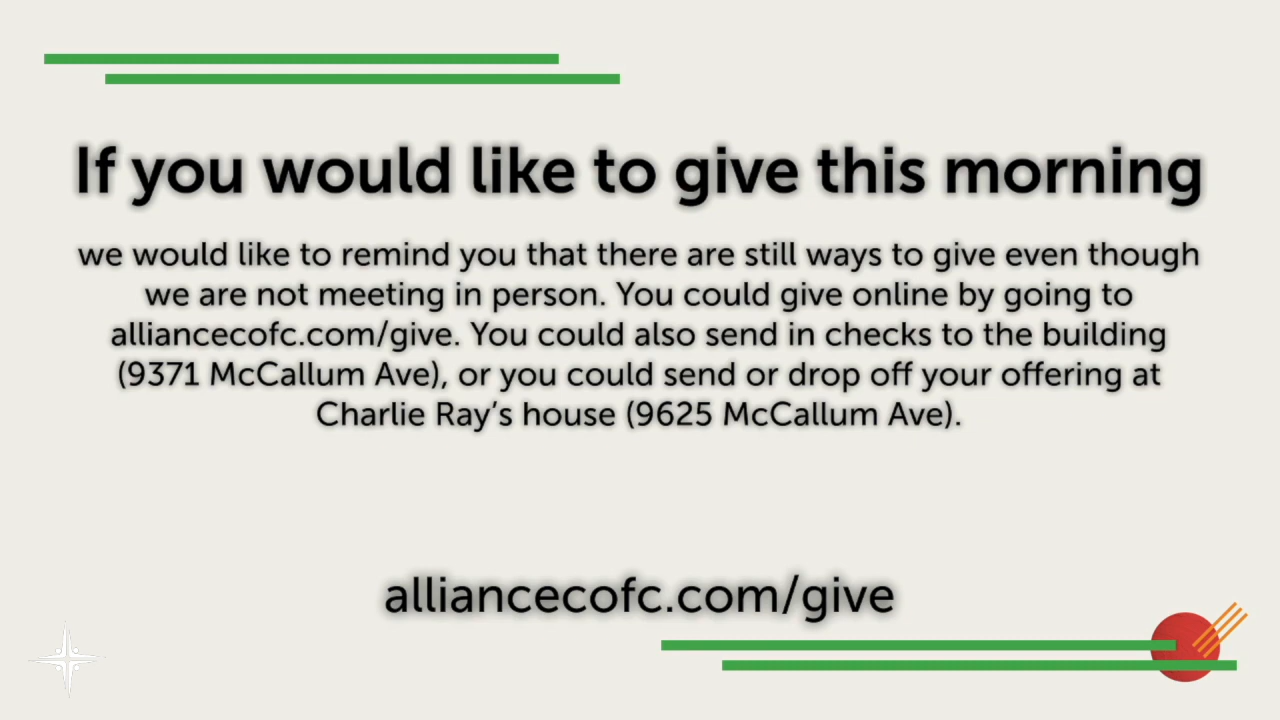 If you would like to give this morning
we would like to remind you that there are still ways to give even though
we are not meeting in person. You could give online by going to
alliancecofc.com/give. You could also send in checks to the building
(9371 McCallum Ave), or you could send or drop off your offering at
Charlie Ray’s house (9625 McCallum Ave).
alliancecofc.com/give